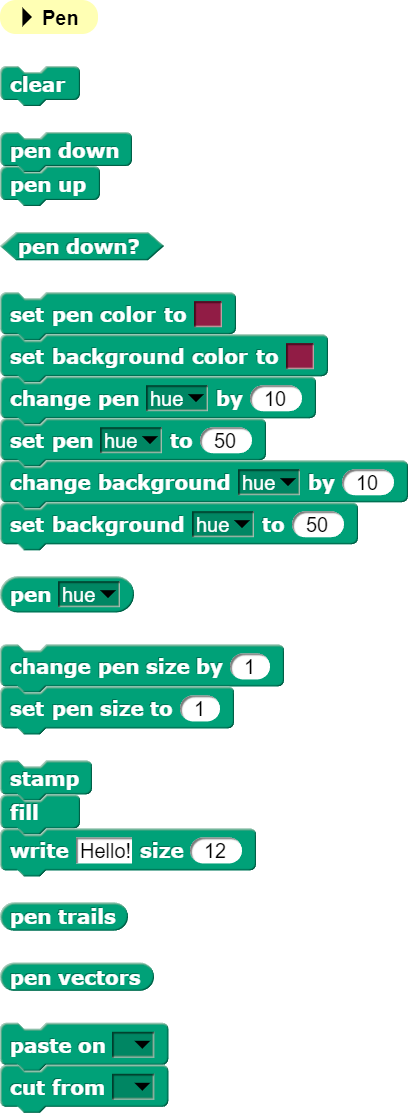 Pen
clear
pen down
pen up
pen down?
set pen color to
set background color to
change pen hue by 10
set pen hue to 50
change background hue by 10
set background hue to 50
pen hue
change pen size by 1
set pen size to 1
stamp
fill
write Hello! size 12
pen trails
pen vectors
paste on
cut from